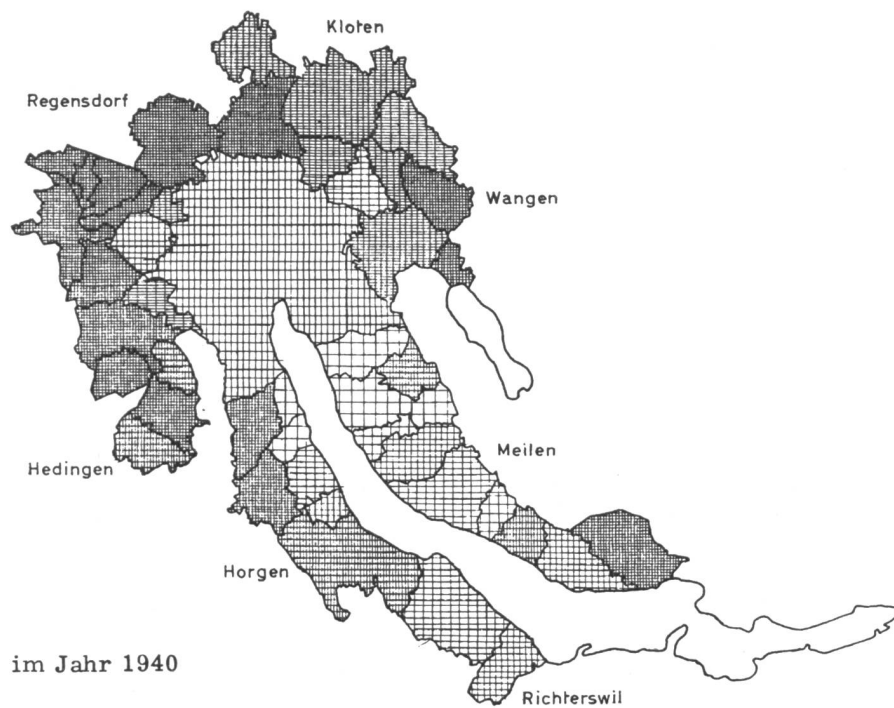 Kloten
Regensdorf
Wangen
Meilen
Hedingen
Horgen
im Jahr 1940
Richterswil